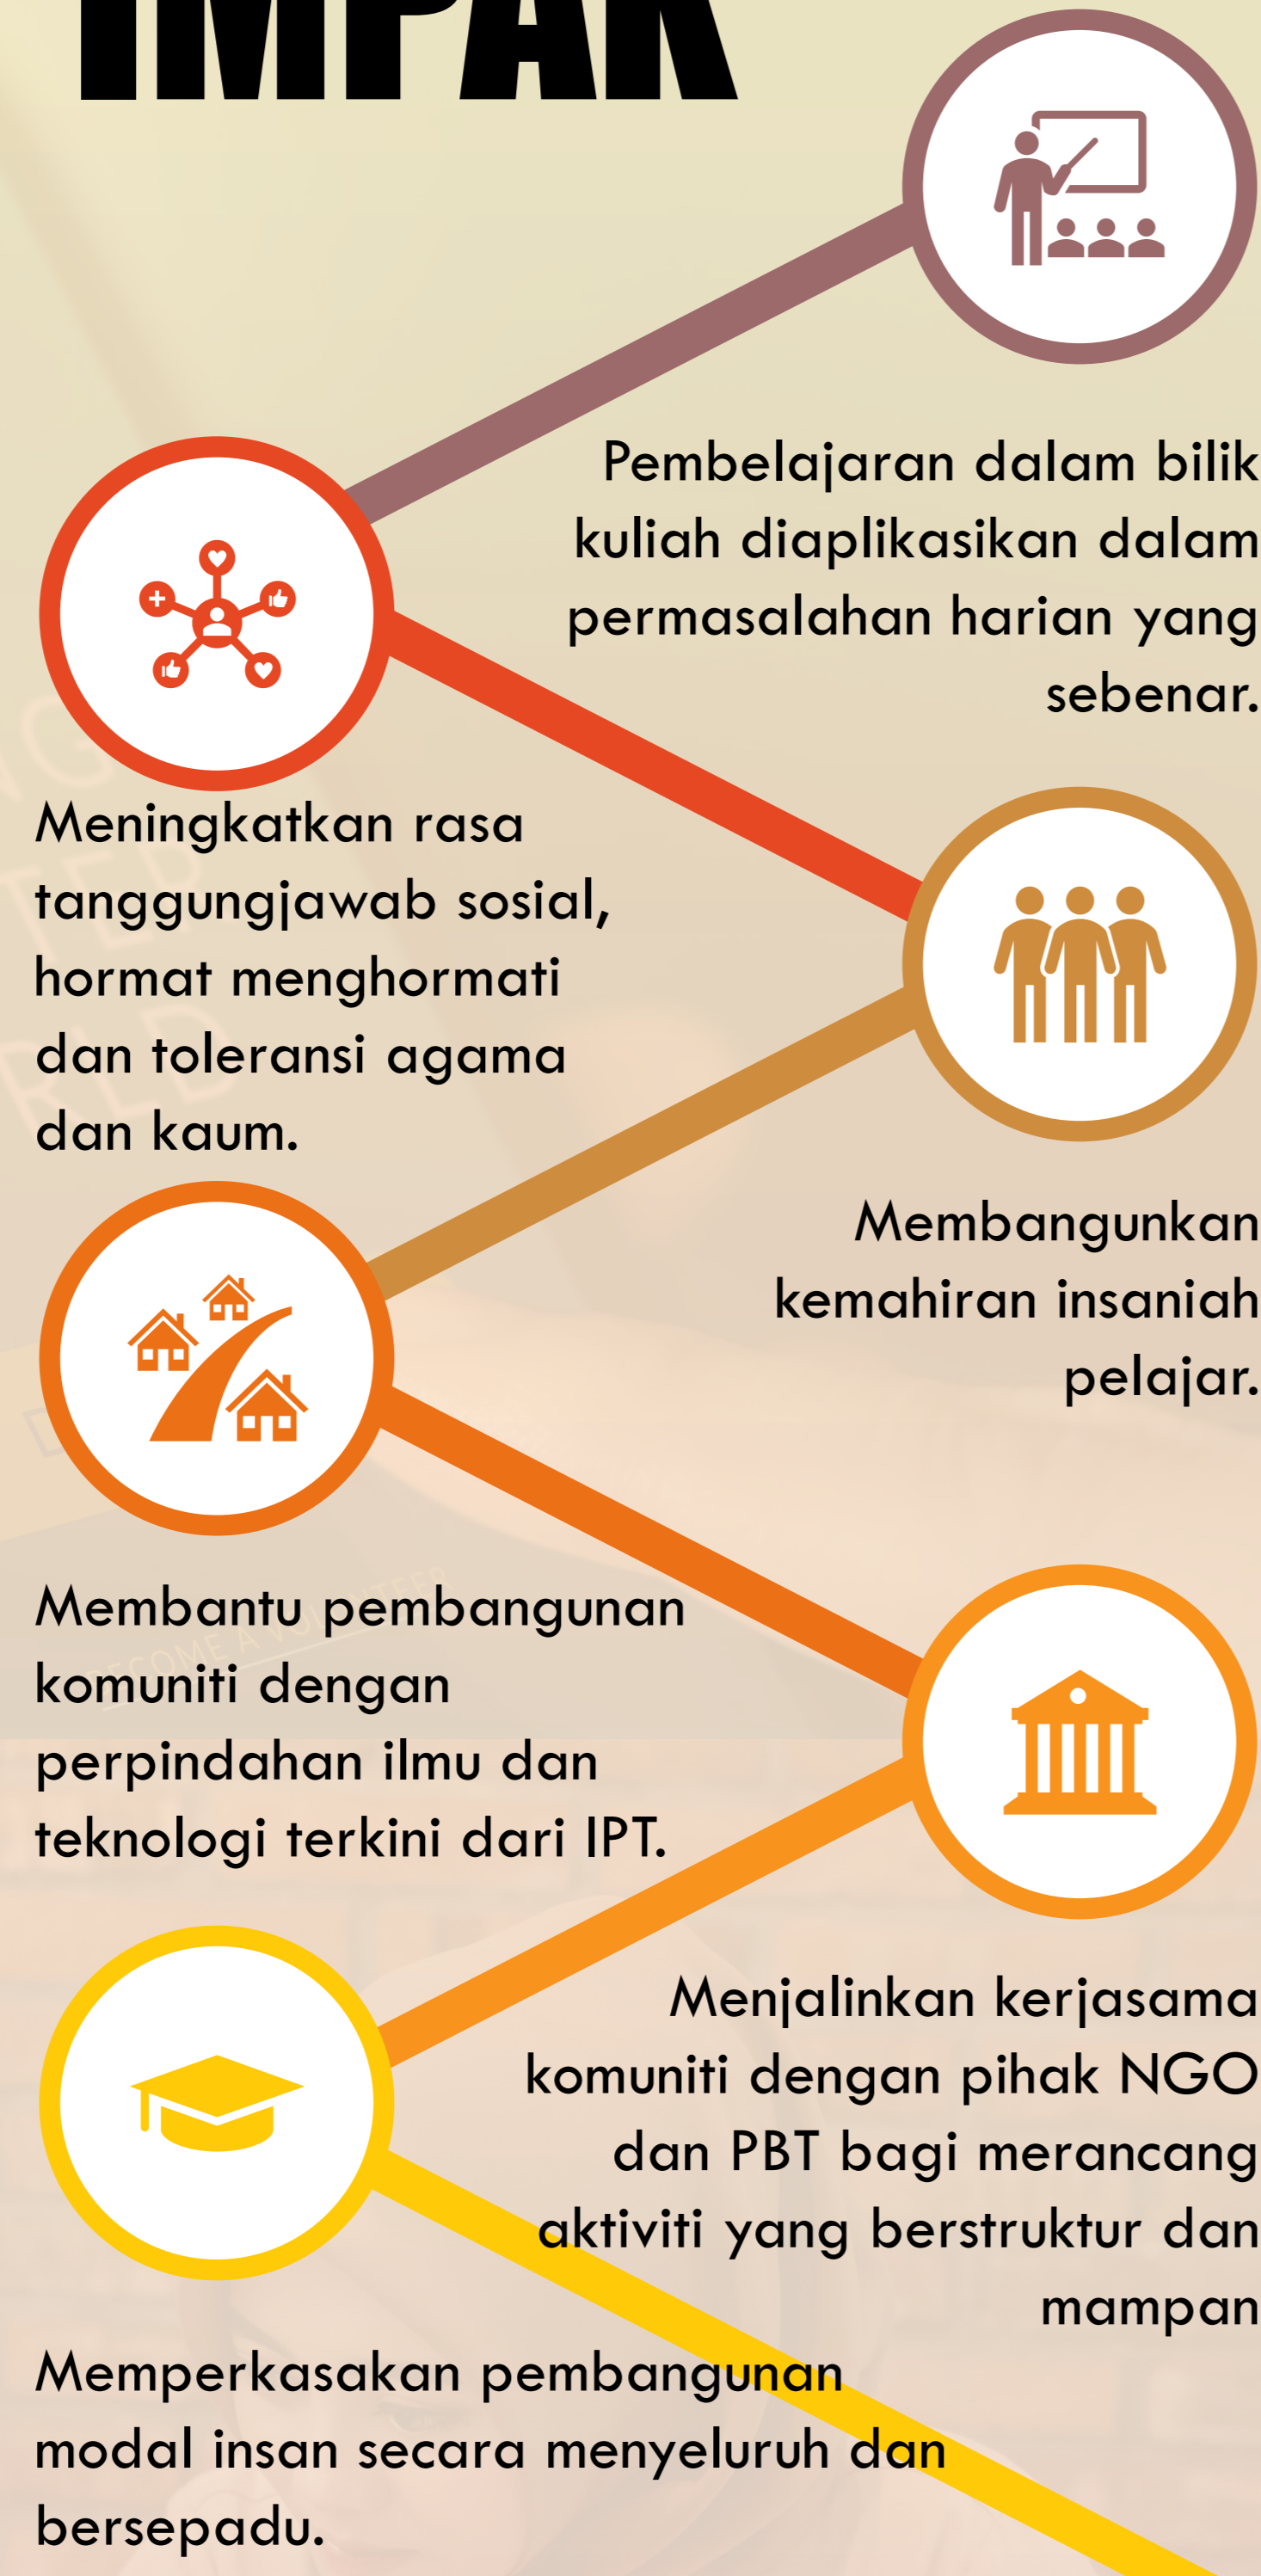 IMPAK
Pembelajaran dalam bilik
kuliah diaplikasikan dalam
permasalahan harian yang
sebenar.
Meningkatkan rasa
tanggungjawab sosial,
hormat menghormati
dan toleransi agama
dan kaum.
Membangunkan
kemahiran insaniah
pelajar.
Membantu pembangunan
komuniti dengan
perpindahan ilmu dan
teknologi terkini dari IPT.
BECOME A VOLUNTEER
Menjalinkan kerjasama
komuniti dengan pihak NGO
dan PBT bagi merancang
aktiviti yang berstruktur dan
mampan
Memperkasakan pembangunan
modal insan secara menyeluruh dan
bersepadu.